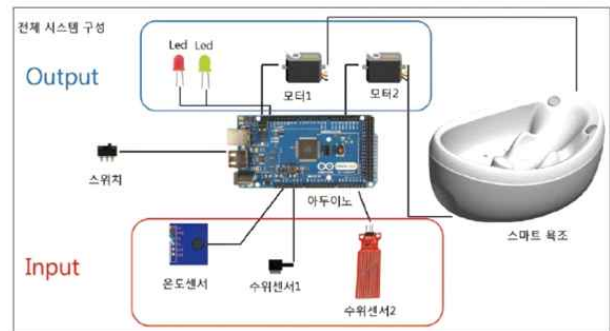 전체 시스템 구성
Led Led
Output
모터1
모터2
스위치
아두이노
스마트 욕조
Input
온도센서
수위센서1
수위센서2